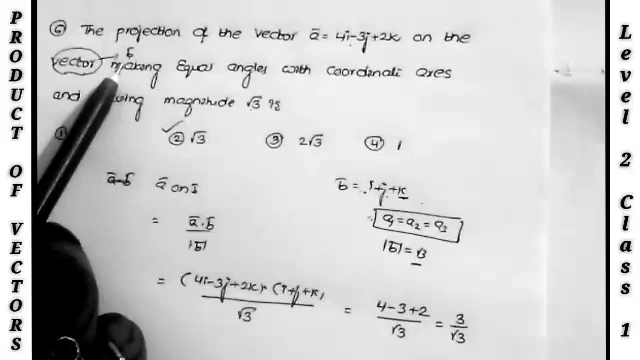 PRODUCT OF VECTORS
⑥ The projection of the vector a̅ = 4i-3j+2k on the
vector b̅ making Equal angles with coordinate axes
and magnitude √3 is
② √3 ③ 2√3 ④ 1
a̅ b̅ a̅ on b̅
b̅ = i+j+k
= a̅·b̅ / |b̅|
a₁=a₂=a₃
|b̅| = √3
= (4i-3j+2k)·(i+j+k) / √3 = 4-3+2 / √3 = 3/√3
Level 2 Class 1